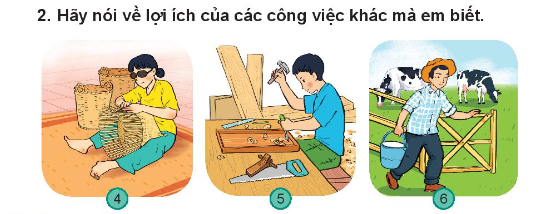 2. Hãy nói về lợi ích của các công việc khác mà em biết.
4 5 6